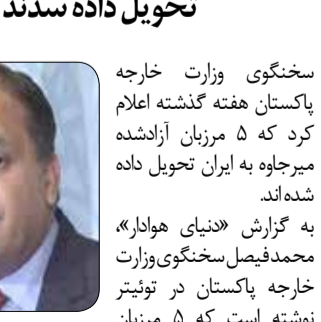 تحویل داده شدند
سخنگوی وزارت خارجه
پاکستان هفته گذشته اعلام
کرد که ۵ مرزبان آزادشده
میرجاوه به ایران تحویل داده
شده‌اند.
به گزارش «دنیای هوادار»،
محمدفیصل سخنگوی وزارت
خارجه پاکستان در توئیتر
نوشته است که ۵ مرزبان